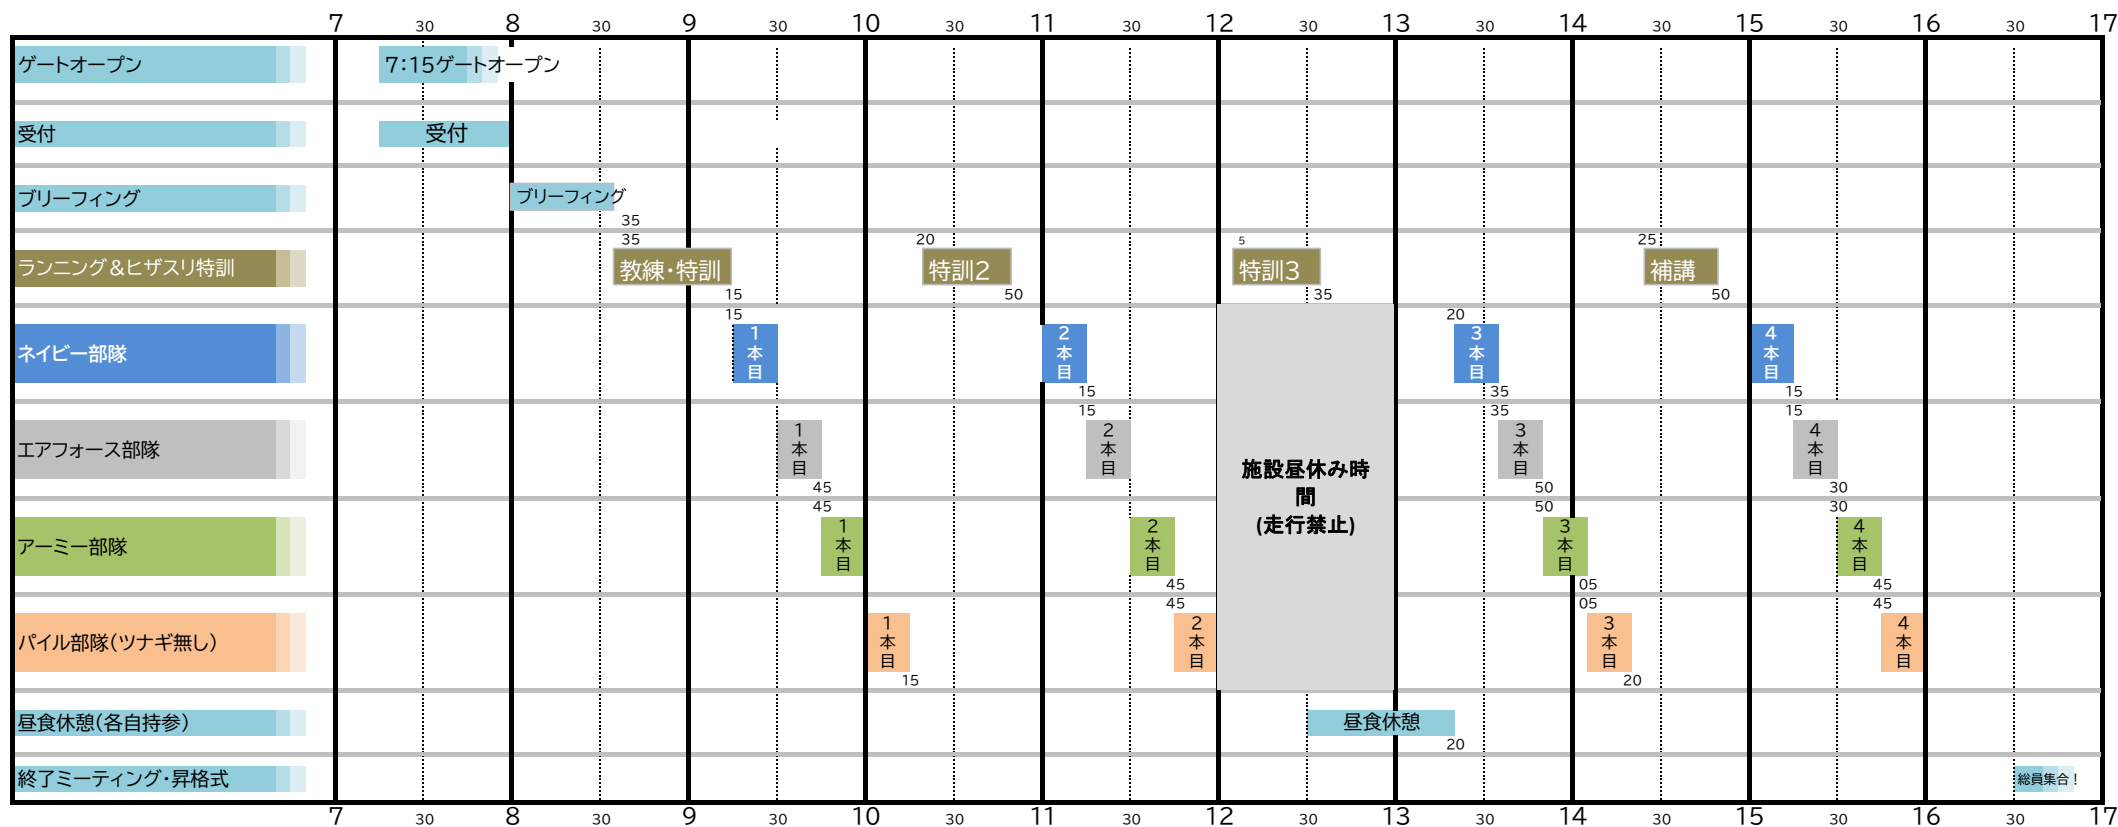 7 30 8 30 9 30 10 30 11 30 12 30 13 30 14 30 15 30 16 30 17
ゲートオープン 7:15ゲートオープン
受付 受付
ブリーフィング ブリーフィング
35
35 20 5 25
ランニング＆ヒザスリ特訓 教練・特訓 特訓2 特訓3 補講
15 50 35 50
15 20
ネイビー部隊 1本目 2本目 3本目 4本目
15 35 15
15 35 15
エアフォース部隊 1本目 2本目 3本目 4本目
45 50 30
45 50 30
アーミー部隊 1本目 2本目 3本目 4本目
45 05 45
45 05 45
パイル部隊(ツナギ無し) 1本目 2本目 3本目 4本目
15 20
施設昼休み時
間
(走行禁止)
昼食休憩(各自持参) 昼食休憩
20
終了ミーティング・昇格式 総員集合！
7 30 8 30 9 30 10 30 11 30 12 30 13 30 14 30 15 30 16 30 17